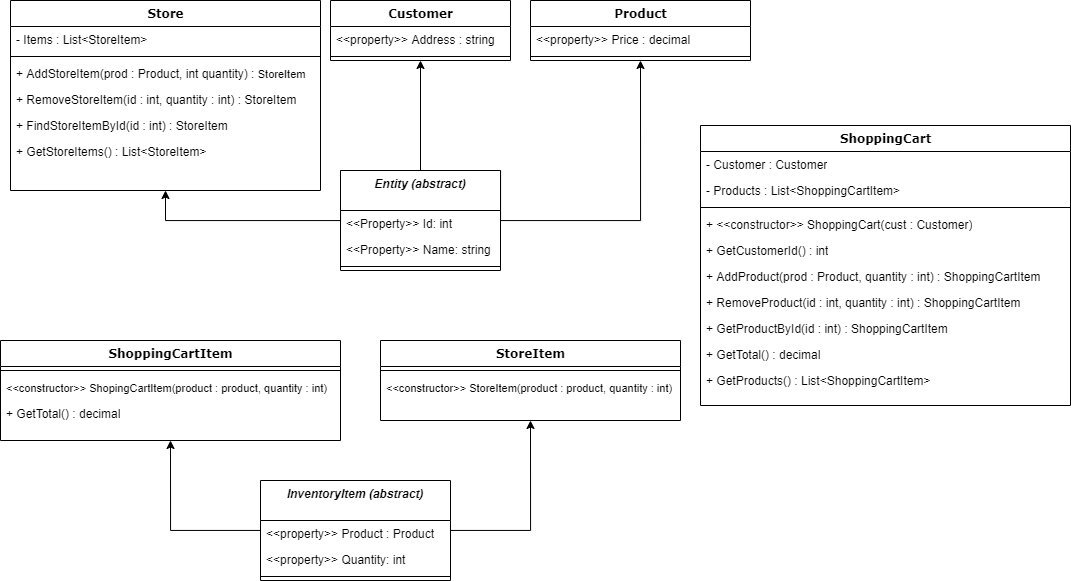 Store
- Items : List<StoreItem>
+ AddStoreItem(prod : Product, int quantity) : StoreItem
+ RemoveStoreItem(id : int, quantity : int) : StoreItem
+ FindStoreItemById(id : int) : StoreItem
+ GetStoreItems() : List<StoreItem>
Customer
<<property>> Address : string
Product
<<property>> Price : decimal
Entity (abstract)
<<Property>> Id: int
<<Property>> Name: string
ShoppingCart
- Customer : Customer
- Products : List<ShoppingCartItem>
+ <<constructor>> ShoppingCart(cust : Customer)
+ GetCustomerId() : int
+ AddProduct(prod : Product, quantity : int) : ShoppingCartItem
+ RemoveProduct(id : int, quantity : int) : ShoppingCartItem
+ GetProductById(id : int) : ShoppingCartItem
+ GetTotal() : decimal
+ GetProducts() : List<ShoppingCartItem>
ShoppingCartItem
<<constructor>> ShopingCartItem(product : product, quantity : int)
+ GetTotal() : decimal
StoreItem
<<constructor>> StoreItem(product : product, quantity : int)
InventoryItem (abstract)
<<property>> Product : Product
<<property>> Quantity: int